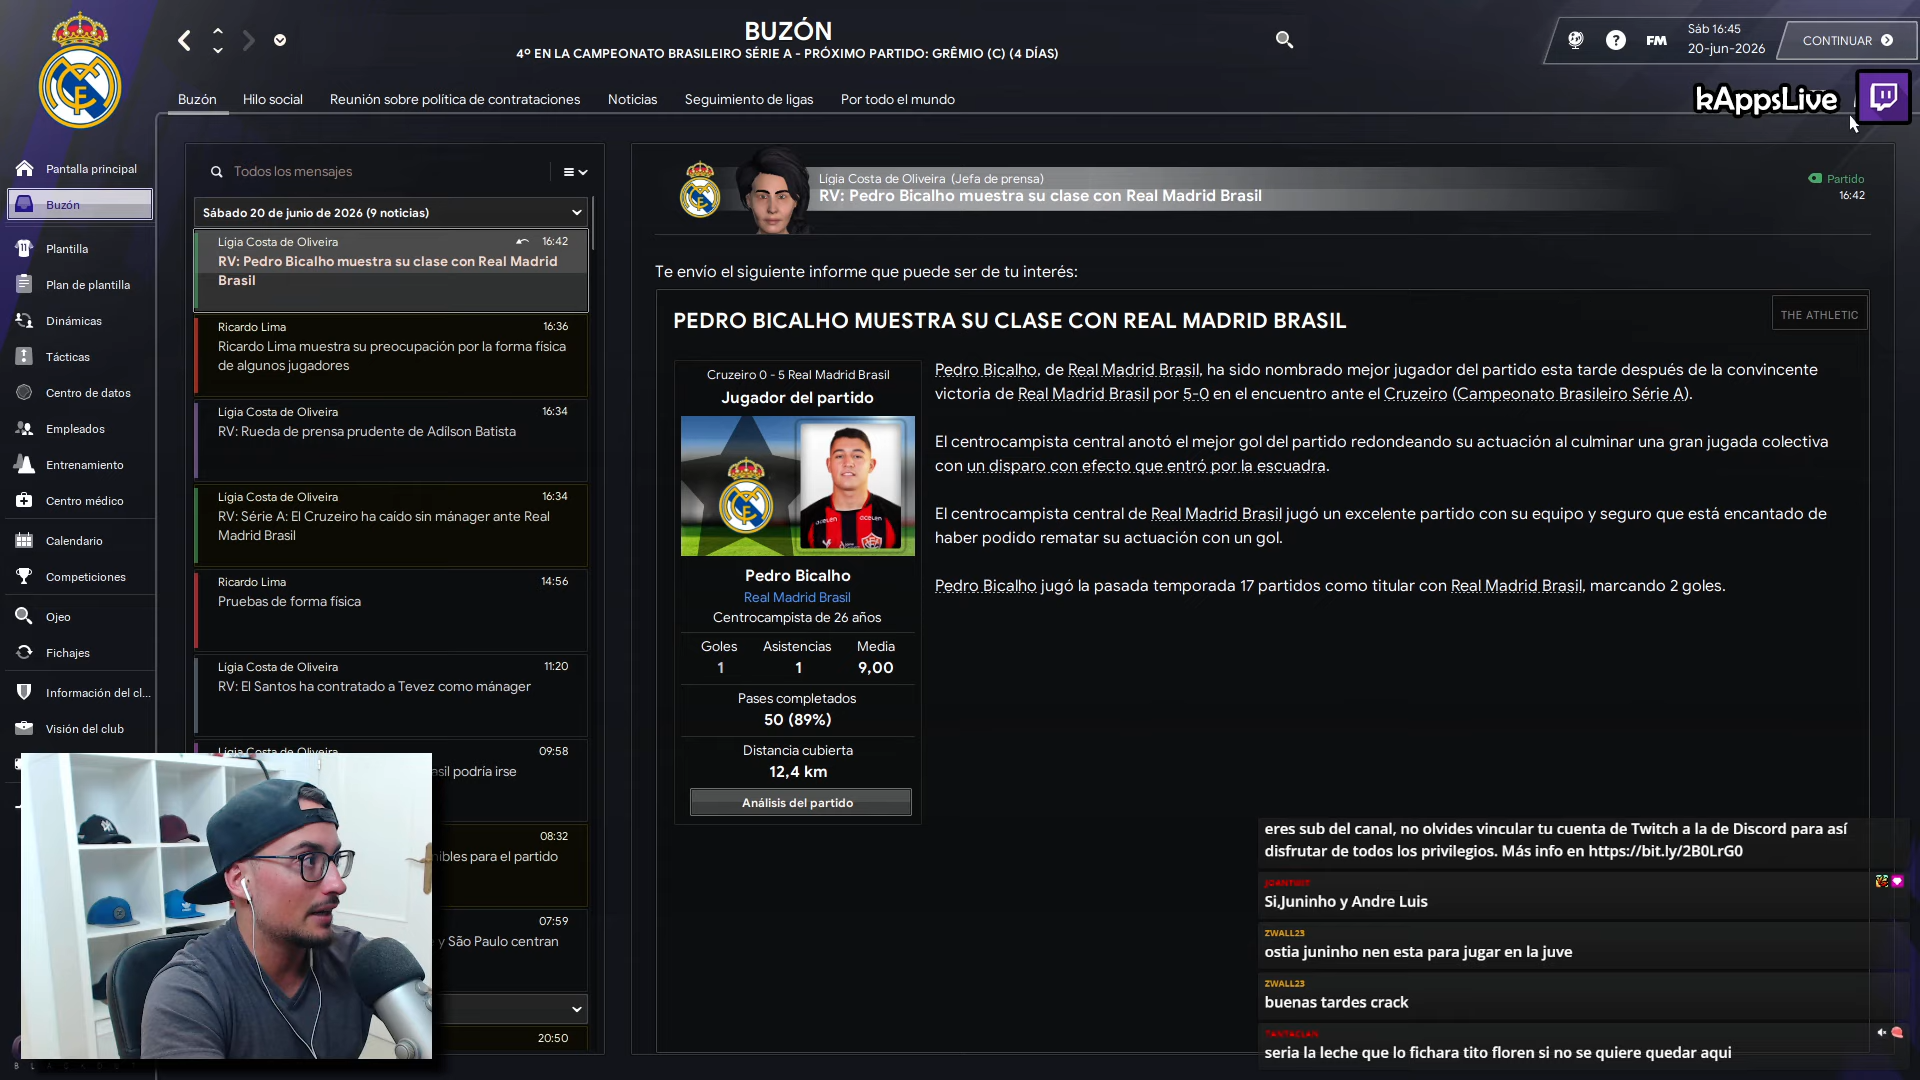 BUZÓN
4º EN LA CAMPEONATO BRASILEIRO SÉRIE A - PRÓXIMO PARTIDO: GRÊMIO (C) (4 DÍAS)
FM
Sáb 16:45
20-jun-2026
CONTINUAR
Buzón
Hilo social
Reunión sobre política de contrataciones
Noticias
Seguimiento de ligas
Por todo el mundo
kAppsLive
Pantalla principal
Buzón
Plantilla
Plan de plantilla
Dinámicas
Tácticas
Centro de datos
Empleados
Entrenamiento
Centro médico
Calendario
Competiciones
Ojeo
Fichajes
Información del cl...
Visión del club
Todos los mensajes
Sábado 20 de junio de 2026 (9 noticias)
Ligia Costa de Oliveira 16:42
RV: Pedro Bicalho muestra su clase con Real Madrid
Brasil
Ricardo Lima 16:36
Ricardo Lima muestra su preocupación por la forma física
de algunos jugadores
Ligia Costa de Oliveira 16:34
RV: Rueda de prensa prudente de Adílson Batista
Ligia Costa de Oliveira 16:34
RV: Série A: El Cruzeiro ha caído sin mánager ante Real
Madrid Brasil
Ricardo Lima 14:56
Pruebas de forma física
Ligia Costa de Oliveira 11:20
RV: El Santos ha contratado a Tevez como mánager
Ligia Costa de Oliveira 09:58
asil podría irse
08:32
nibles para el partido
07:59
y São Paulo centran
20:50
Ligia Costa de Oliveira (Jefa de prensa)
RV: Pedro Bicalho muestra su clase con Real Madrid Brasil
Partido
16:42
Te envío el siguiente informe que puede ser de tu interés:
PEDRO BICALHO MUESTRA SU CLASE CON REAL MADRID BRASIL
THE ATHLETIC
Cruzeiro 0 - 5 Real Madrid Brasil
Jugador del partido
Pedro Bicalho
Real Madrid Brasil
Centrocampista de 26 años
Goles Asistencias Media
1 1 9,00
Pases completados
50 (89%)
Distancia cubierta
12,4 km
Análisis del partido
Pedro Bicalho, de Real Madrid Brasil, ha sido nombrado mejor jugador del partido esta tarde después de la convincente
victoria de Real Madrid Brasil por 5-0 en el encuentro ante el Cruzeiro (Campeonato Brasileiro Série A).
El centrocampista central anotó el mejor gol del partido redondeando su actuación al culminar una gran jugada colectiva
con un disparo con efecto que entró por la escuadra.
El centrocampista central de Real Madrid Brasil jugó un excelente partido con su equipo y seguro que está encantado de
haber podido rematar su actuación con un gol.
Pedro Bicalho jugó la pasada temporada 17 partidos como titular con Real Madrid Brasil, marcando 2 goles.
eres sub del canal, no olvides vincular tu cuenta de Twitch a la de Discord para así
disfrutar de todos los privilegios. Más info en https://bit.ly/2B0LrG0
Si,Juninho y Andre Luis
ZWALL23
ostia juninho nen esta para jugar en la juve
ZWALL23
buenas tardes crack
seria la leche que lo fichara tito floren si no se quiere quedar aqui